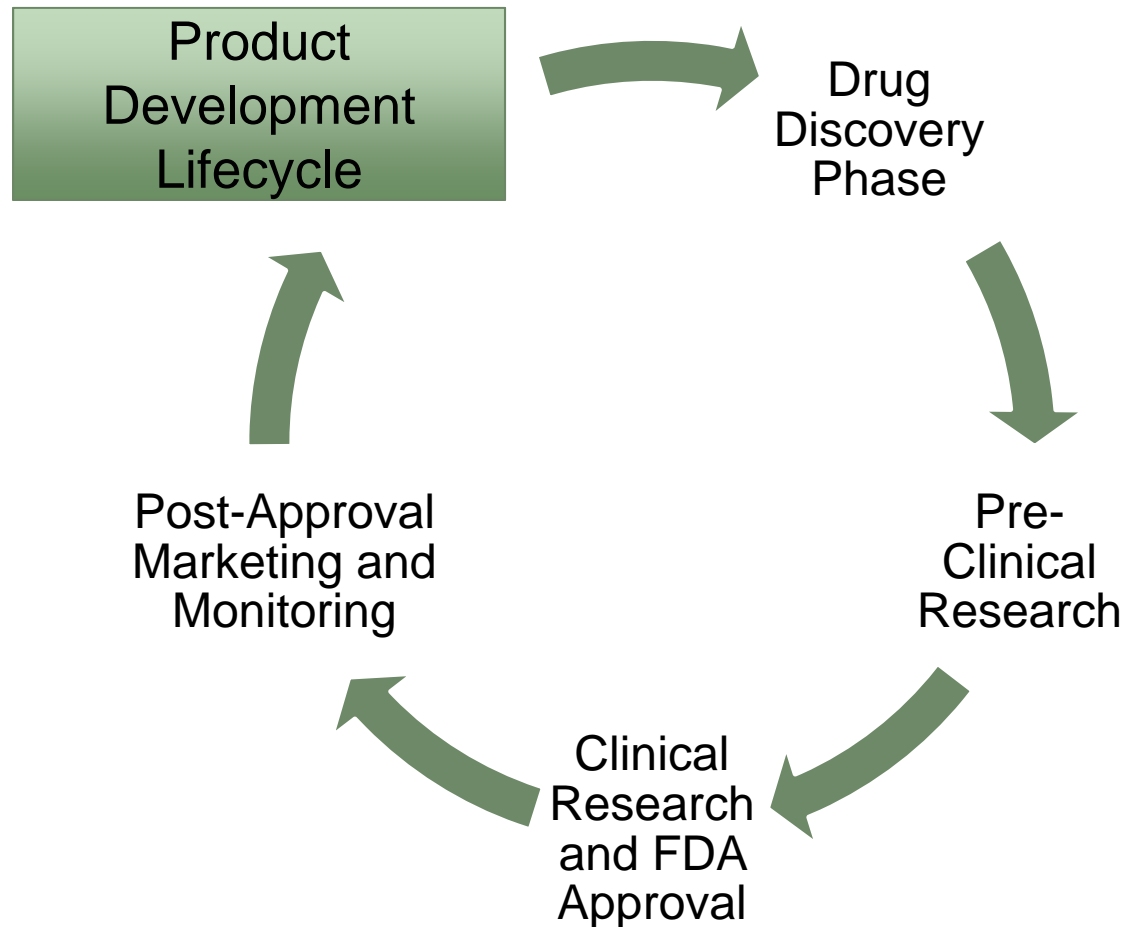 Product
Development
Lifecycle
Drug
Discovery
Phase
Pre-
Clinical
Research
Clinical
Research
and FDA
Approval
Post-Approval
Marketing and
Monitoring